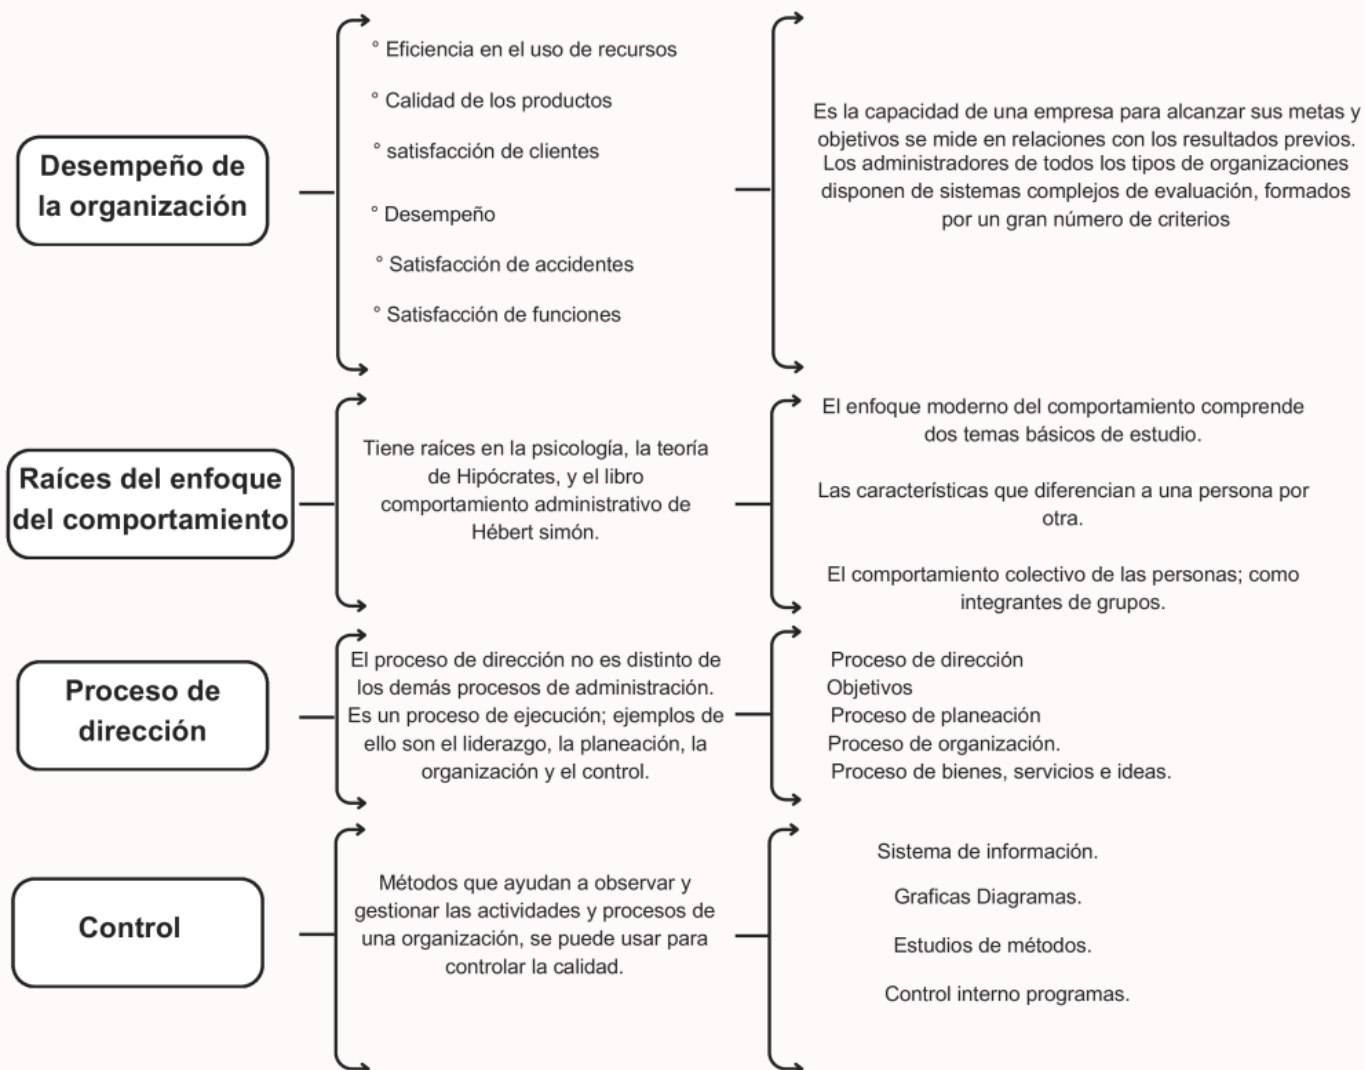 Desempeño de
la organización
° Eficiencia en el uso de recursos
° Calidad de los productos
° satisfacción de clientes
° Desempeño
° Satisfacción de accidentes
° Satisfacción de funciones
Es la capacidad de una empresa para alcanzar sus metas y
objetivos se mide en relaciones con los resultados previos.
Los administradores de todos los tipos de organizaciones
disponen de sistemas complejos de evaluación, formados
por un gran número de criterios
Raíces del enfoque
del comportamiento
Tiene raíces en la psicología, la teoría
de Hipócrates, y el libro
comportamiento administrativo de
Hébert simón.
El enfoque moderno del comportamiento comprende
dos temas básicos de estudio.
Las características que diferencian a una persona por
otra.
El comportamiento colectivo de las personas; como
integrantes de grupos.
Proceso de
dirección
El proceso de dirección no es distinto de
los demás procesos de administración.
Es un proceso de ejecución; ejemplos de
ello son el liderazgo, la planeación, la
organización y el control.
Proceso de dirección
Objetivos
Proceso de planeación
Proceso de organización.
Proceso de bienes, servicios e ideas.
Control
Métodos que ayudan a observar y
gestionar las actividades y procesos de
una organización, se puede usar para
controlar la calidad.
Sistema de información.
Graficas Diagramas.
Estudios de métodos.
Control interno programas.